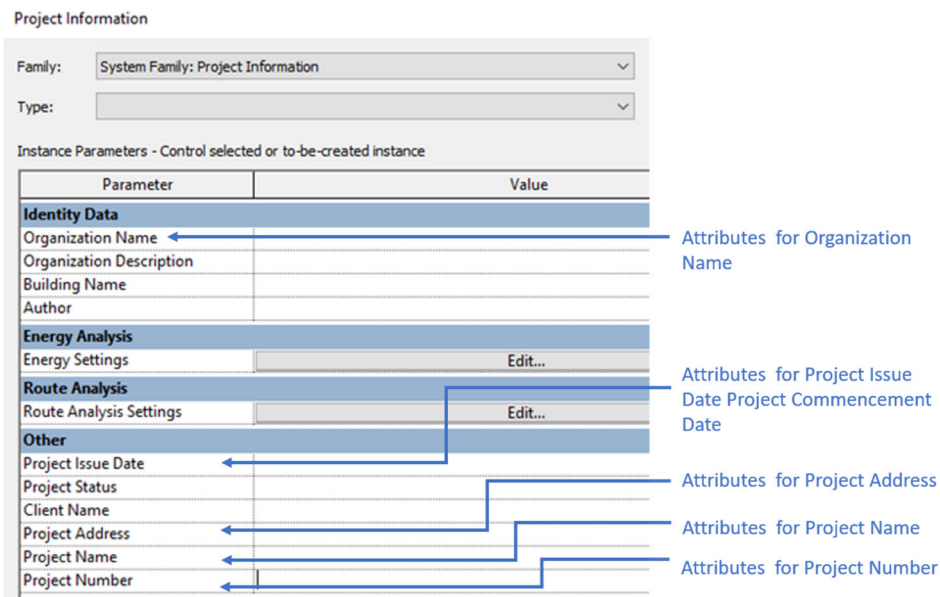 Project Information
Family: System Family: Project Information
Type:
Instance Parameters - Control selected or to-be-created instance
Parameter Value
Identity Data
Organization Name
Organization Description
Building Name
Author
Energy Analysis
Energy Settings Edit...
Route Analysis
Route Analysis Settings Edit...
Other
Project Issue Date
Project Status
Client Name
Project Address
Project Name
Project Number
Attributes for Organization
Name
Attributes for Project Issue
Date Project Commencement
Date
Attributes for Project Address
Attributes for Project Name
Attributes for Project Number